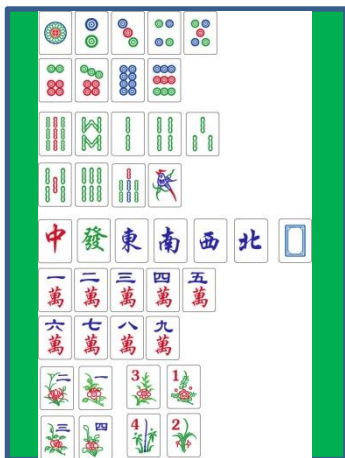 中 發 東 南 西 北
一萬 二萬 三萬 四萬 五萬
六萬 七萬 八萬 九萬
二 一 3 1
三 四 4 2